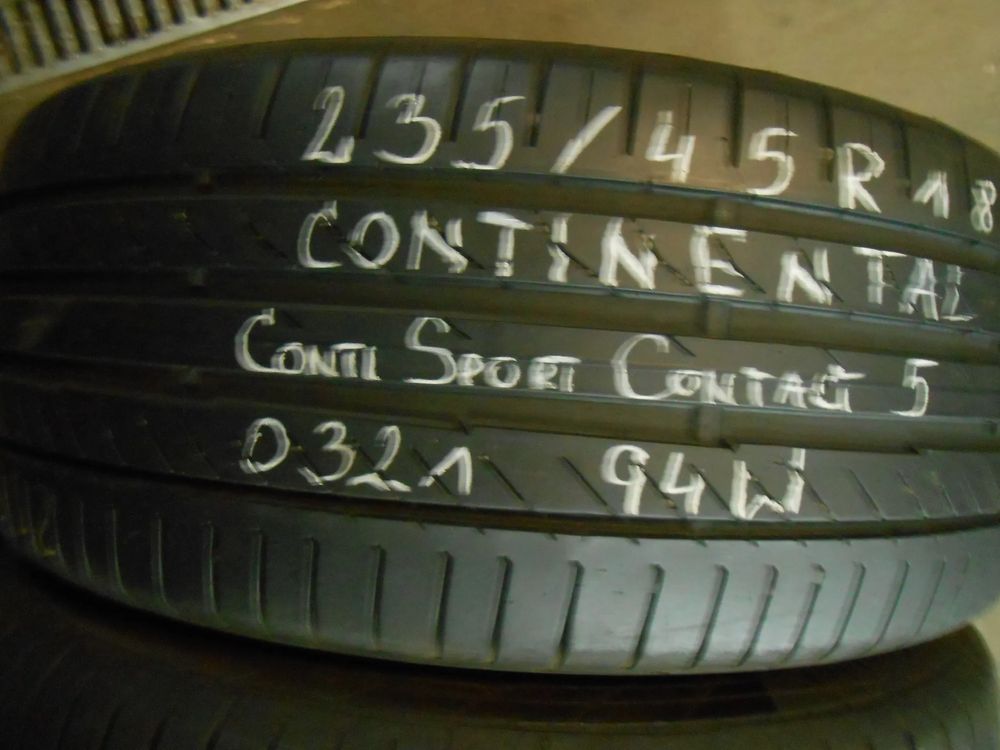 235/45R18
CONTINENTAL
CONTI SPORT CONTACT 5
0321 94W